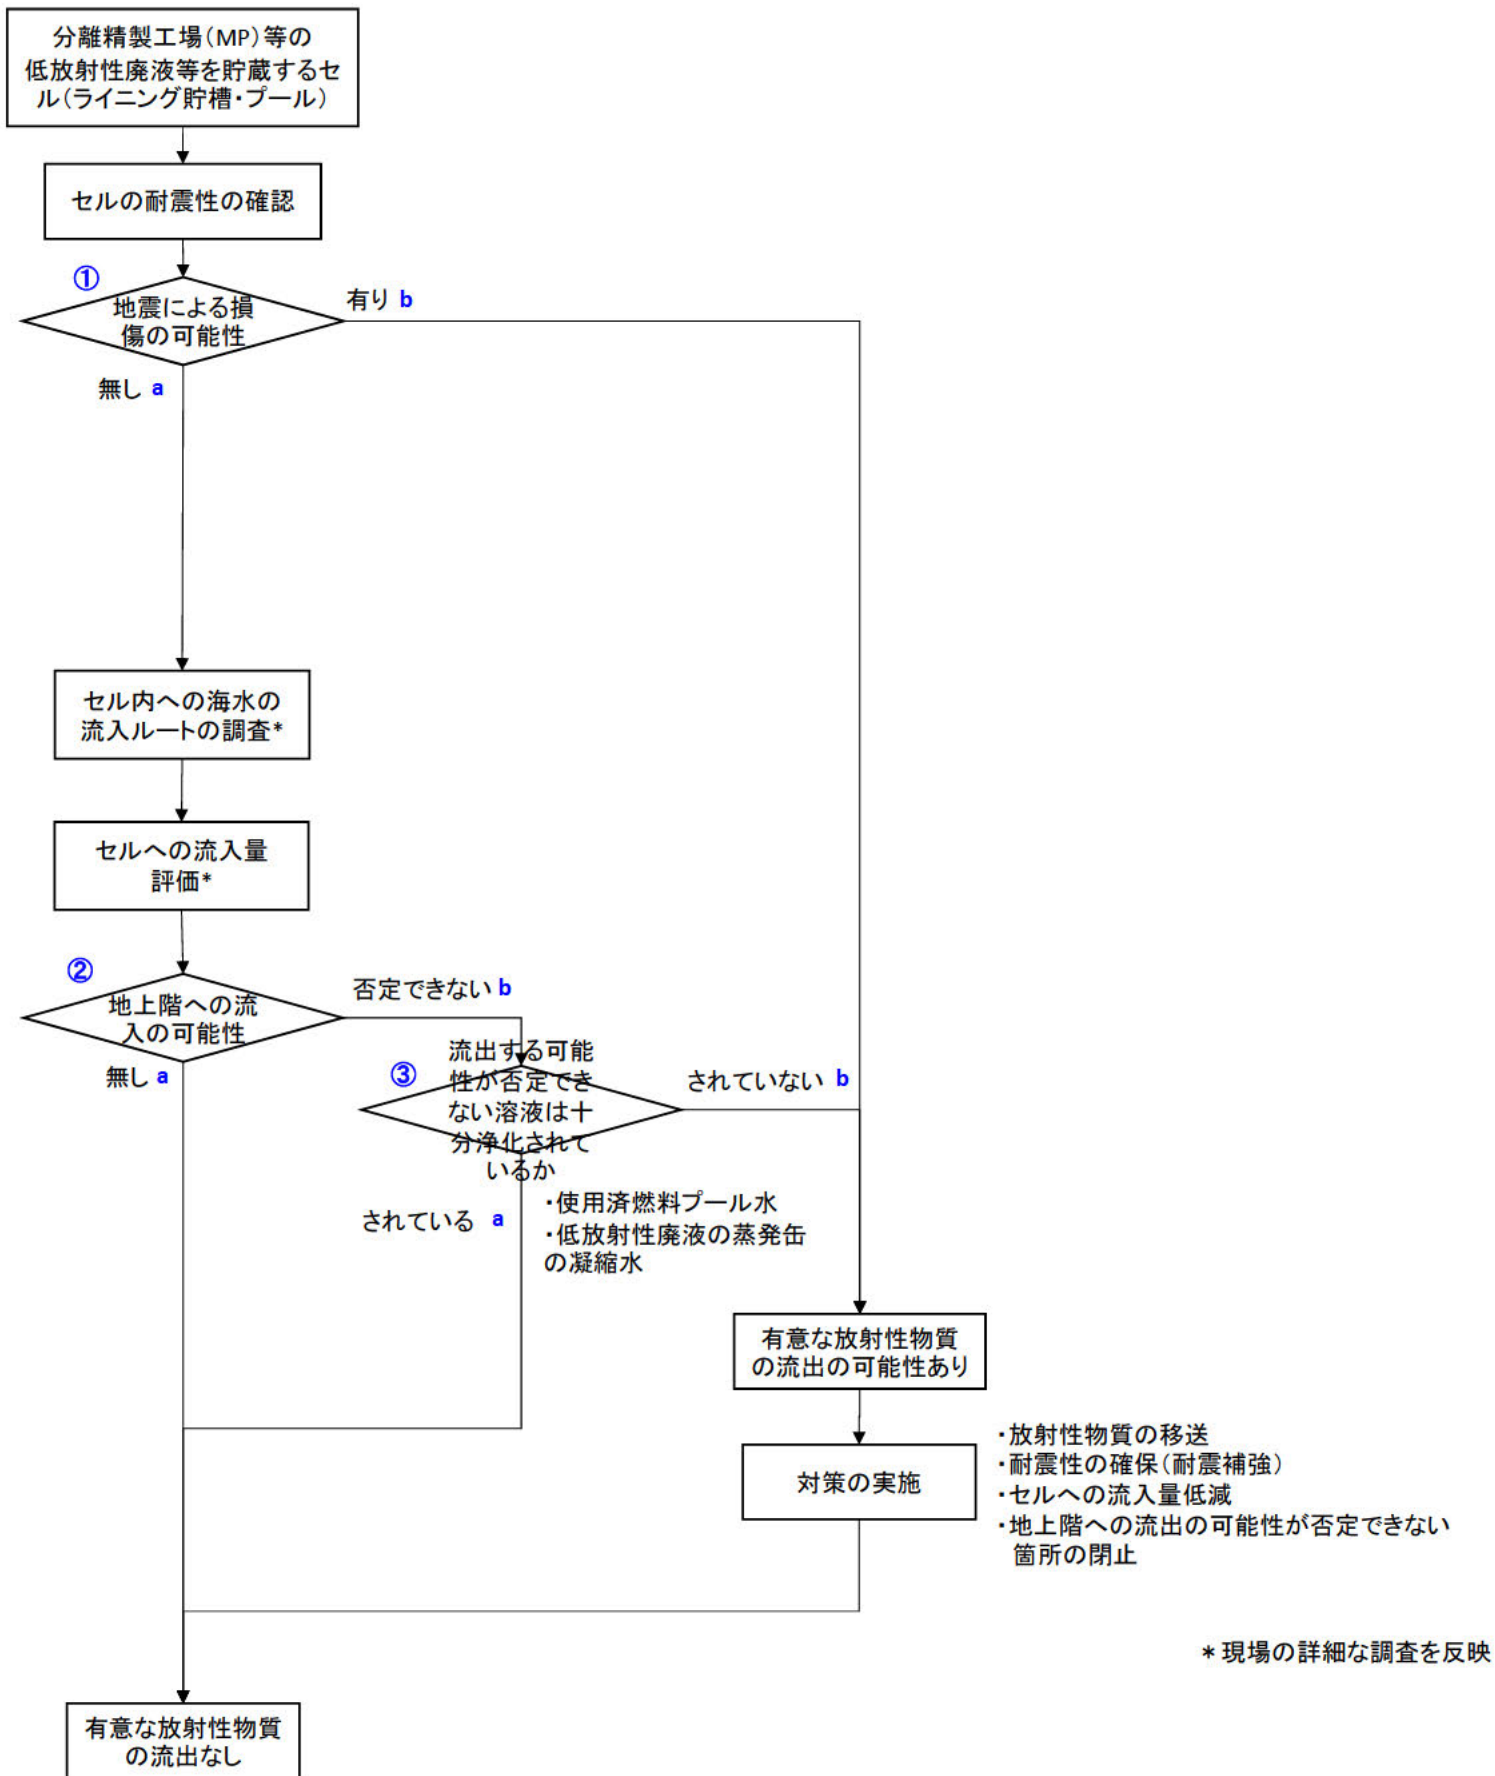 分離精製工場(MP)等の
低放射性廃液等を貯蔵するセ
ル(ライニング貯槽・プール)
セルの耐震性の確認
①
地震による損
傷の可能性
有り b
無し a
セル内への海水の
流入ルートの調査*
セルへの流入量
評価*
②
地上階への流
入の可能性
否定できない b
無し a
③
流出する可能
性が否定でき
ない溶液は十
分浄化されて
いるか
されていない b
されている a
・使用済燃料プール水
・低放射性廃液の蒸発缶
の凝縮水
有意な放射性物質
の流出の可能性あり
対策の実施
・放射性物質の移送
・耐震性の確保(耐震補強)
・セルへの流入量低減
・地上階への流出の可能性が否定できない
箇所の閉止
*現場の詳細な調査を反映
有意な放射性物質
の流出なし